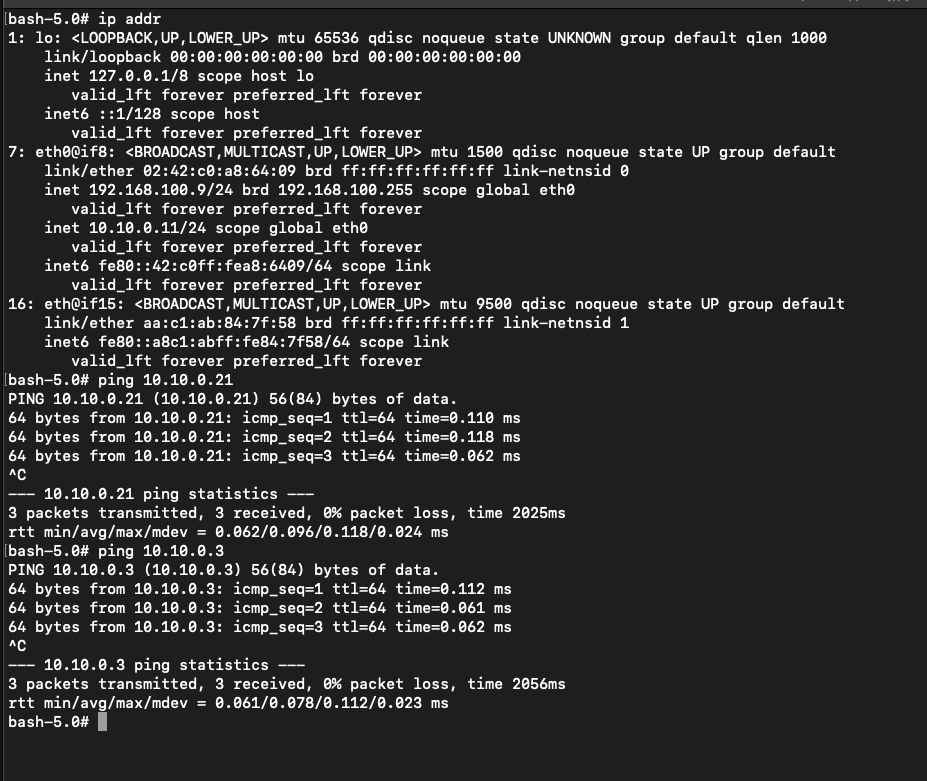 [bash-5.0# ip addr
1: lo: <LOOPBACK,UP,LOWER_UP> mtu 65536 qdisc noqueue state UNKNOWN group default qlen 1000
    link/loopback 00:00:00:00:00:00 brd 00:00:00:00:00:00
    inet 127.0.0.1/8 scope host lo
       valid_lft forever preferred_lft forever
    inet6 ::1/128 scope host
       valid_lft forever preferred_lft forever
7: eth0@if8: <BROADCAST,MULTICAST,UP,LOWER_UP> mtu 1500 qdisc noqueue state UP group default
    link/ether 02:42:c0:a8:64:09 brd ff:ff:ff:ff:ff:ff link-netnsid 0
    inet 192.168.100.9/24 brd 192.168.100.255 scope global eth0
       valid_lft forever preferred_lft forever
    inet 10.10.0.11/24 scope global eth0
       valid_lft forever preferred_lft forever
    inet6 fe80::42:c0ff:fea8:6409/64 scope link
       valid_lft forever preferred_lft forever
16: eth@if15: <BROADCAST,MULTICAST,UP,LOWER_UP> mtu 9500 qdisc noqueue state UP group default
    link/ether aa:c1:ab:84:7f:58 brd ff:ff:ff:ff:ff:ff link-netnsid 1
    inet6 fe80::a8c1:abff:fe84:7f58/64 scope link
       valid_lft forever preferred_lft forever
[bash-5.0# ping 10.10.0.21
PING 10.10.0.21 (10.10.0.21) 56(84) bytes of data.
64 bytes from 10.10.0.21: icmp_seq=1 ttl=64 time=0.110 ms
64 bytes from 10.10.0.21: icmp_seq=2 ttl=64 time=0.118 ms
64 bytes from 10.10.0.21: icmp_seq=3 ttl=64 time=0.062 ms
^C
--- 10.10.0.21 ping statistics ---
3 packets transmitted, 3 received, 0% packet loss, time 2025ms
rtt min/avg/max/mdev = 0.062/0.096/0.118/0.024 ms
[bash-5.0# ping 10.10.0.3
PING 10.10.0.3 (10.10.0.3) 56(84) bytes of data.
64 bytes from 10.10.0.3: icmp_seq=1 ttl=64 time=0.112 ms
64 bytes from 10.10.0.3: icmp_seq=2 ttl=64 time=0.061 ms
64 bytes from 10.10.0.3: icmp_seq=3 ttl=64 time=0.062 ms
^C
--- 10.10.0.3 ping statistics ---
3 packets transmitted, 3 received, 0% packet loss, time 2056ms
rtt min/avg/max/mdev = 0.061/0.078/0.112/0.023 ms
bash-5.0#